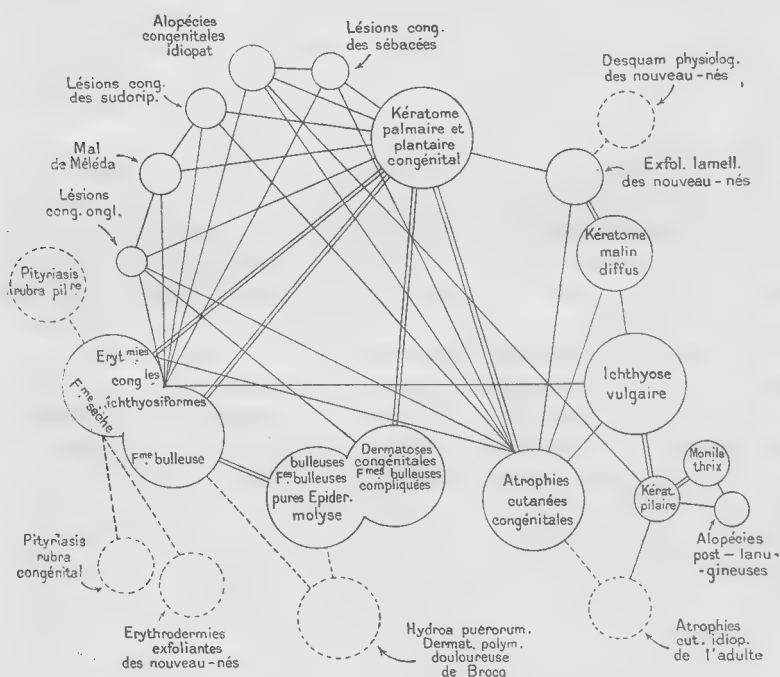 Alopécies
congénitales
idiopat
Lésions cong.
des sébacées
Desquam physiolog.
des nouveau-nés
Lésions cong.
des sudorip.
Kératome
palmaire et
plantaire
congénital
Mal
de Méléda
Exfol. lamell.
des nouveau-nés
Lésions
cong. ongl.
Kératome
malin
diffus
Pityriasis
rubra pil.re
Eryt.mies
cong.les
ichthyosiformes
F.me sèche
F.me bulleuse
Ichthyose
vulgaire
bulleuses
F.es bulleuses
pures Epider.
molyse
Dermatoses
congénitales
F.mes bulleuses
compliquées
Atrophies
cutanées
congénitales
Monile
thrix
Kérat.
pilaire
Alopécies
post-lanu-
-gineuses
Pityriasis
rubra
congénital
Erythrodermies
exfoliantes
des nouveau-nés
Hydroa puerorum.
Dermat. polym.
douloureuse
de Brocq
Atrophies
cut. idiop.
de l'adulte